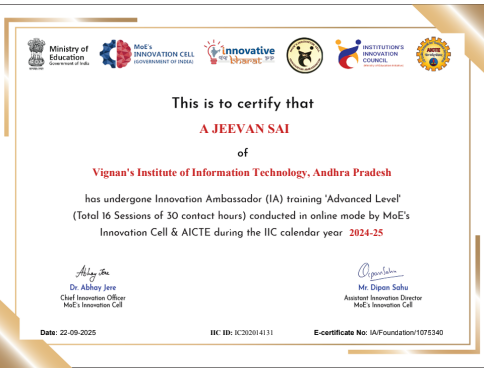 Ministry of
Education
Government of India
MoE's
INNOVATION CELL
(GOVERNMENT OF INDIA)
innovative
bharat
INSTITUTION'S
INNOVATION
COUNCIL
AICTE
This is to certify that
A JEEVAN SAI
of
Vignan's Institute of Information Technology, Andhra Pradesh
has undergone Innovation Ambassador (IA) training 'Advanced Level'
(Total 16 Sessions of 30 contact hours) conducted in online mode by MoE's
Innovation Cell & AICTE during the IIC calendar year 2024-25
Dr. Abhay Jere
Chief Innovation Officer
MoE's Innovation Cell
Mr. Dipan Sahu
Assistant Innovation Director
MoE's Innovation Cell
Date: 22-09-2025
IIC ID: IC202014131
E-certificate No: IA/Foundation/1075340